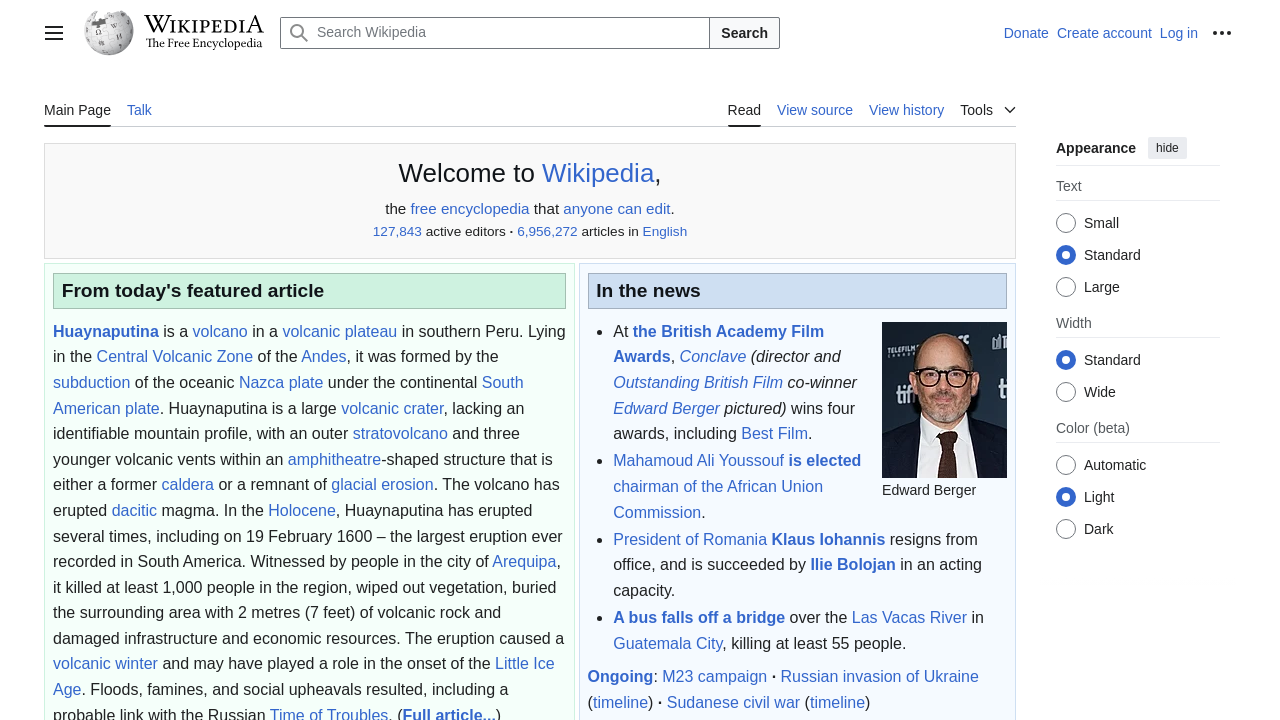 WIKIPEDIA
The Free Encyclopedia
Search Wikipedia
Search
Donate
Create account
Log in
Main Page
Talk
Read
View source
View history
Tools
Welcome to Wikipedia,
the free encyclopedia that anyone can edit.
127,843 active editors · 6,956,272 articles in English
From today's featured article
Huaynaputina is a volcano in a volcanic plateau in southern Peru. Lying
in the Central Volcanic Zone of the Andes, it was formed by the
subduction of the oceanic Nazca plate under the continental South
American plate. Huaynaputina is a large volcanic crater, lacking an
identifiable mountain profile, with an outer stratovolcano and three
younger volcanic vents within an amphitheatre-shaped structure that is
either a former caldera or a remnant of glacial erosion. The volcano has
erupted dacitic magma. In the Holocene, Huaynaputina has erupted
several times, including on 19 February 1600 – the largest eruption ever
recorded in South America. Witnessed by people in the city of Arequipa,
it killed at least 1,000 people in the region, wiped out vegetation, buried
the surrounding area with 2 metres (7 feet) of volcanic rock and
damaged infrastructure and economic resources. The eruption caused a
volcanic winter and may have played a role in the onset of the Little Ice
Age. Floods, famines, and social upheavals resulted, including a
probable link with the Russian Time of Troubles. (Full article...)
In the news
At the British Academy Film
Awards, Conclave (director and
Outstanding British Film co-winner
Edward Berger pictured) wins four
awards, including Best Film.
Mahamoud Ali Youssouf is elected
chairman of the African Union
Commission.
President of Romania Klaus Iohannis resigns from
office, and is succeeded by Ilie Bolojan in an acting
capacity.
A bus falls off a bridge over the Las Vacas River in
Guatemala City, killing at least 55 people.
Edward Berger
Ongoing: M23 campaign · Russian invasion of Ukraine
(timeline) · Sudanese civil war (timeline)
Appearance
hide
Text
Small
Standard
Large
Width
Standard
Wide
Color (beta)
Automatic
Light
Dark